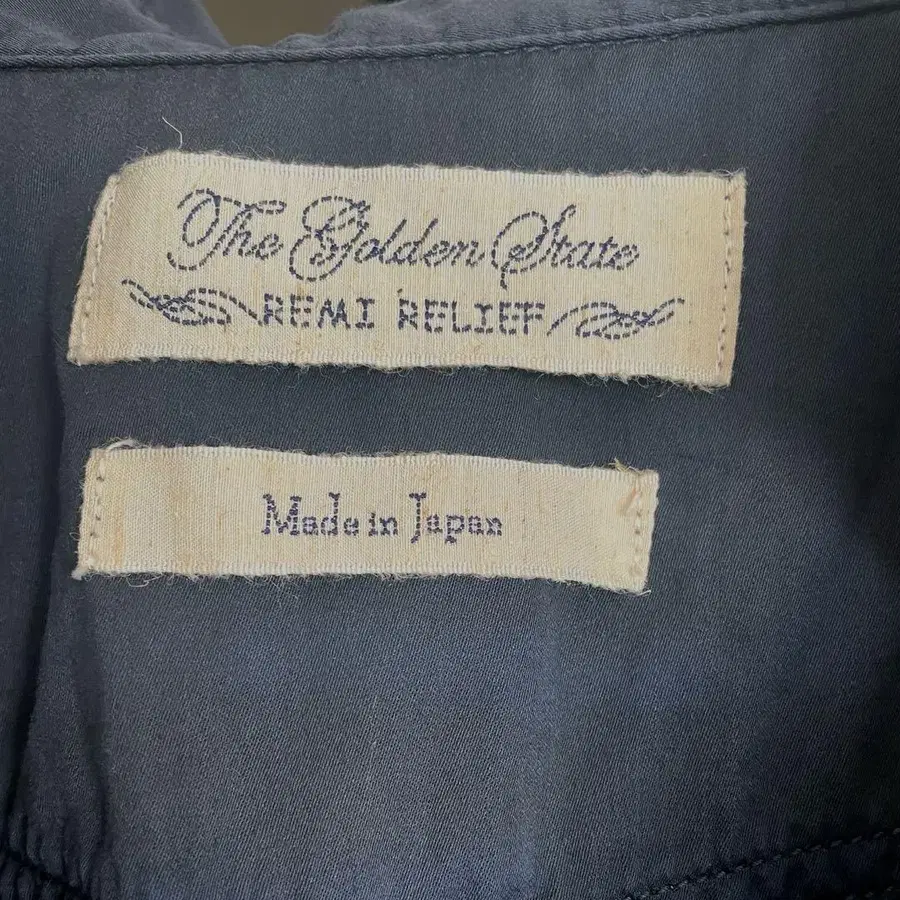 The Golden State
REMI RELIEF
Made in Japan